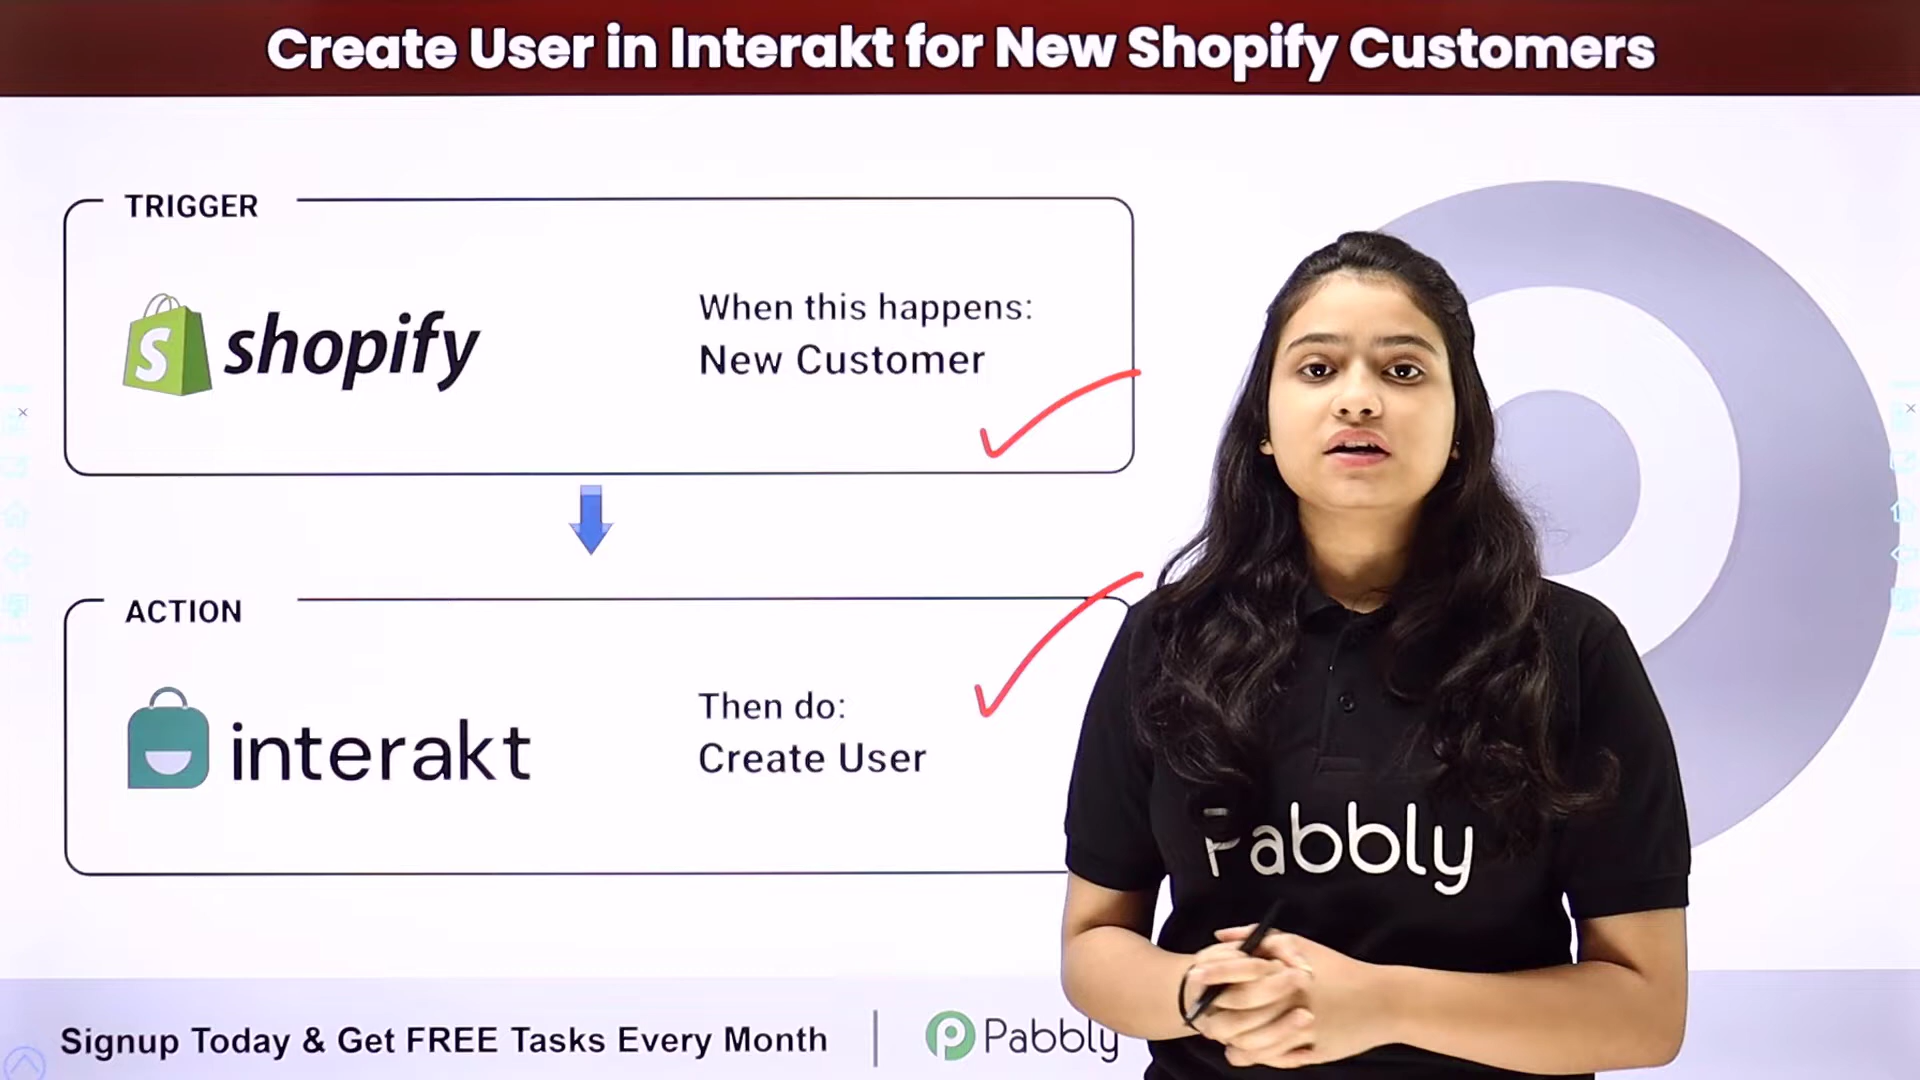 Create User in Interakt for New Shopify Customers
TRIGGER
shopify
When this happens:
New Customer
ACTION
interakt
Then do:
Create User
Pabbly
Signup Today & Get FREE Tasks Every Month
Pabbly